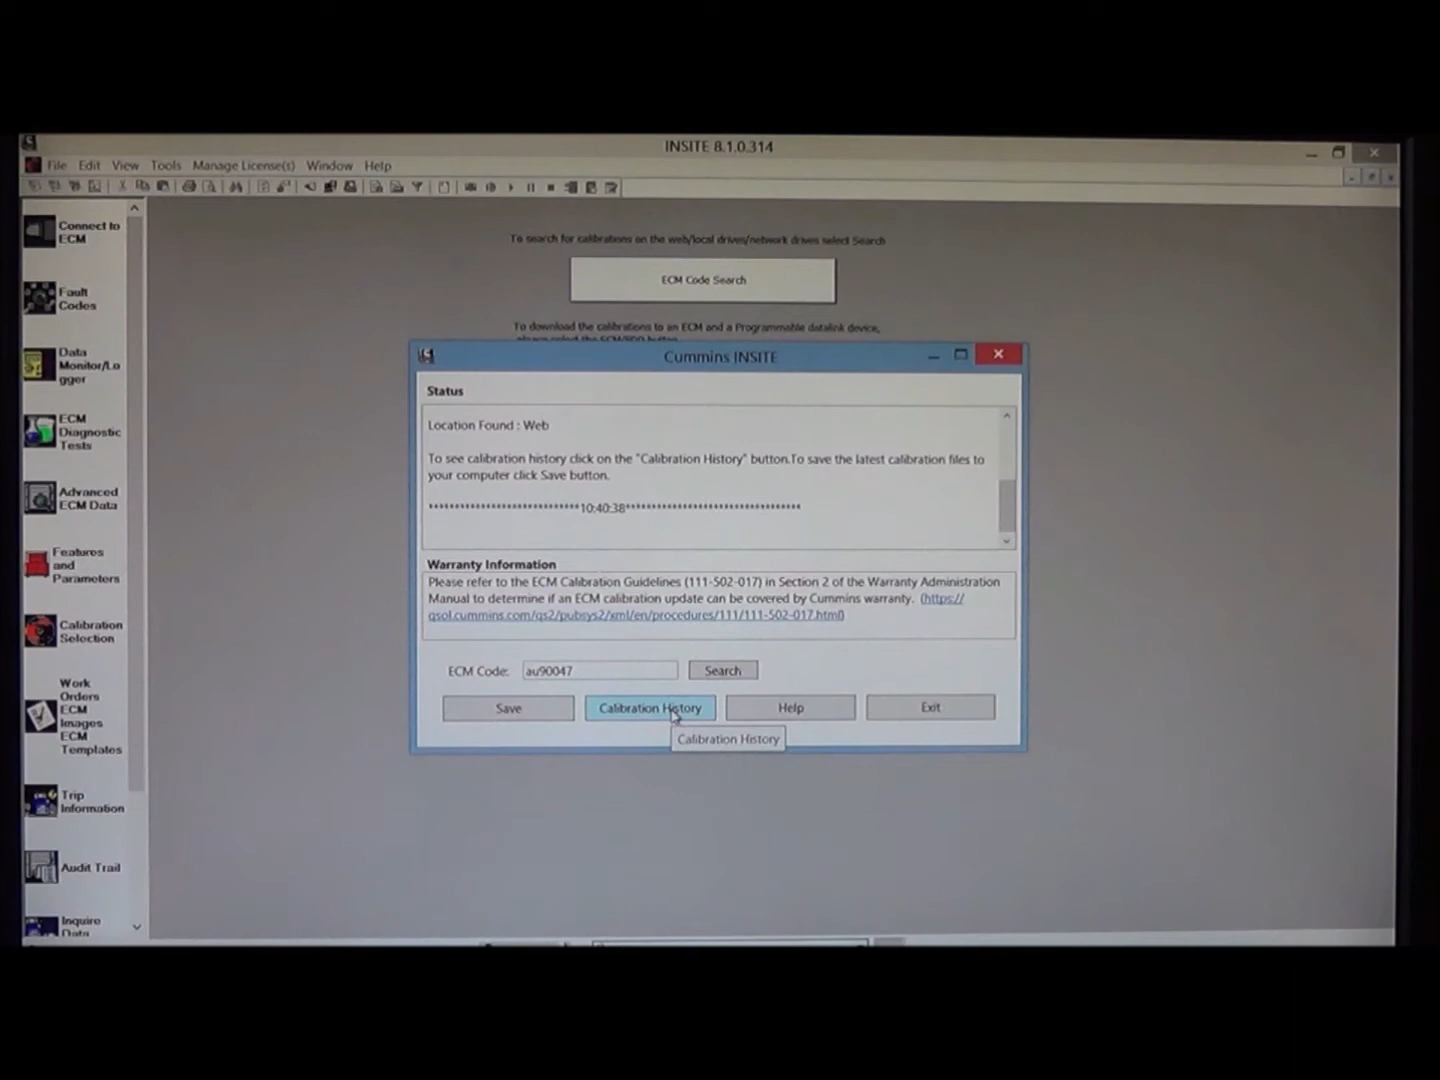 INSITE 8.1.0.314
File Edit View Tools Manage License(s) Window Help
Connect to
ECM
Fault
Codes
Data
Monitor/Lo
gger
ECM
Diagnostic
Tests
Advanced
ECM Data
Features
and
Parameters
Calibration
Selection
Work
Orders
ECM
Images
ECM
Templates
Trip
Information
Audit Trail
Inquire
Data
To search for calibrations on the web/local drives/network drives select Search
ECM Code Search
To download the calibrations to an ECM and a Programmable datalink device,
Cummins INSITE
Status
Location Found : Web
To see calibration history click on the "Calibration History" button.To save the latest calibration files to
your computer click Save button.
10:40:38
Warranty Information
Please refer to the ECM Calibration Guidelines (111-502-017) in Section 2 of the Warranty Administration
Manual to determine if an ECM calibration update can be covered by Cummins warranty. (https://
qsol.cummins.com/qs2/pubsys2/xml/en/procedures/111/111-502-017.html)
ECM Code: au90047 Search
Save Calibration History Help Exit
Calibration History